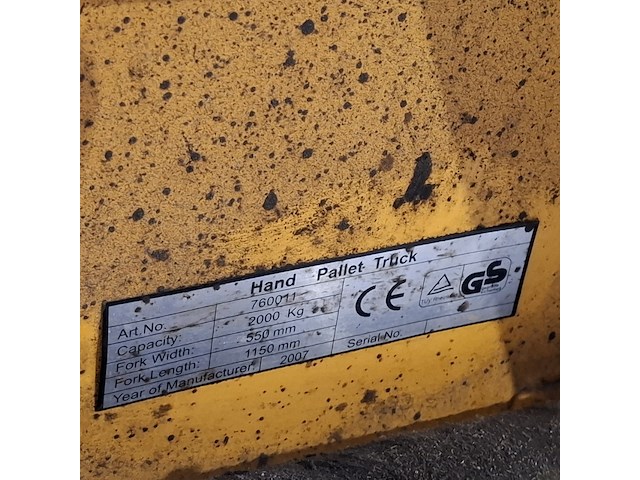 Hand Pallet Truck
Art.No. 760011
Capacity: 2000 Kg
Fork Width: 550 mm
Fork Length: 1150 mm
Year of Manufacturer: 2007
Serial No.
CE
GS